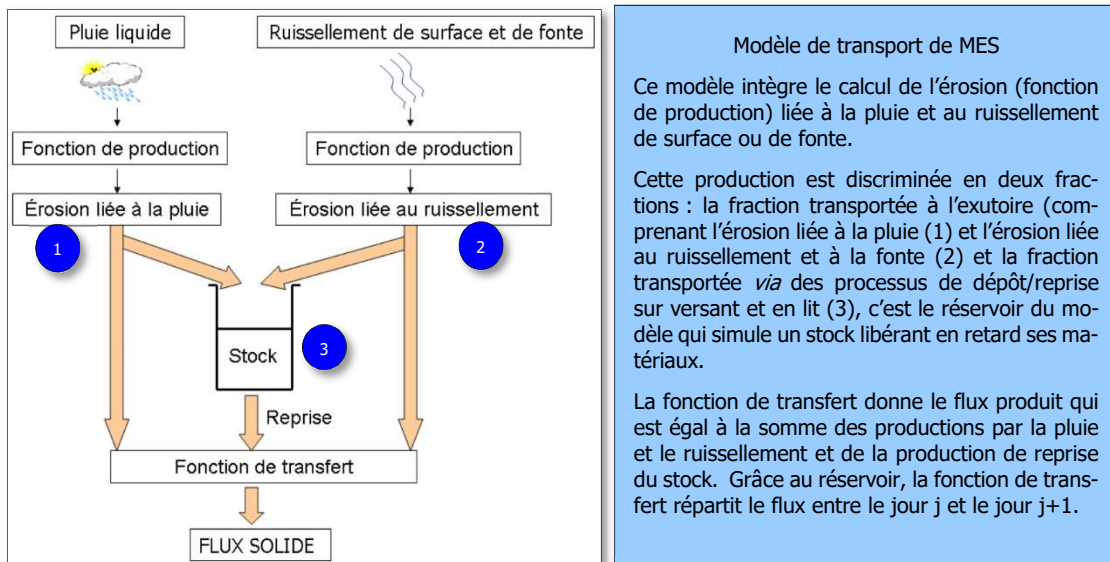 Pluie liquide
Ruissellement de surface et de fonte
Fonction de production
Fonction de production
Érosion liée à la pluie
Érosion liée au ruissellement
1
2
Stock
3
Reprise
Fonction de transfert
FLUX SOLIDE
Modèle de transport de MES
Ce modèle intègre le calcul de l’érosion (fonction
de production) liée à la pluie et au ruissellement
de surface ou de fonte.
Cette production est discriminée en deux frac-
tions : la fraction transportée à l’exutoire (com-
prenant l’érosion liée à la pluie (1) et l’érosion liée
au ruissellement et à la fonte (2) et la fraction
transportée via des processus de dépôt/reprise
sur versant et en lit (3), c’est le réservoir du mo-
dèle qui simule un stock libérant en retard ses ma-
tériaux.
La fonction de transfert donne le flux produit qui
est égal à la somme des productions par la pluie
et le ruissellement et de la production de reprise
du stock. Grâce au réservoir, la fonction de trans-
fert répartit le flux entre le jour j et le jour j+1.